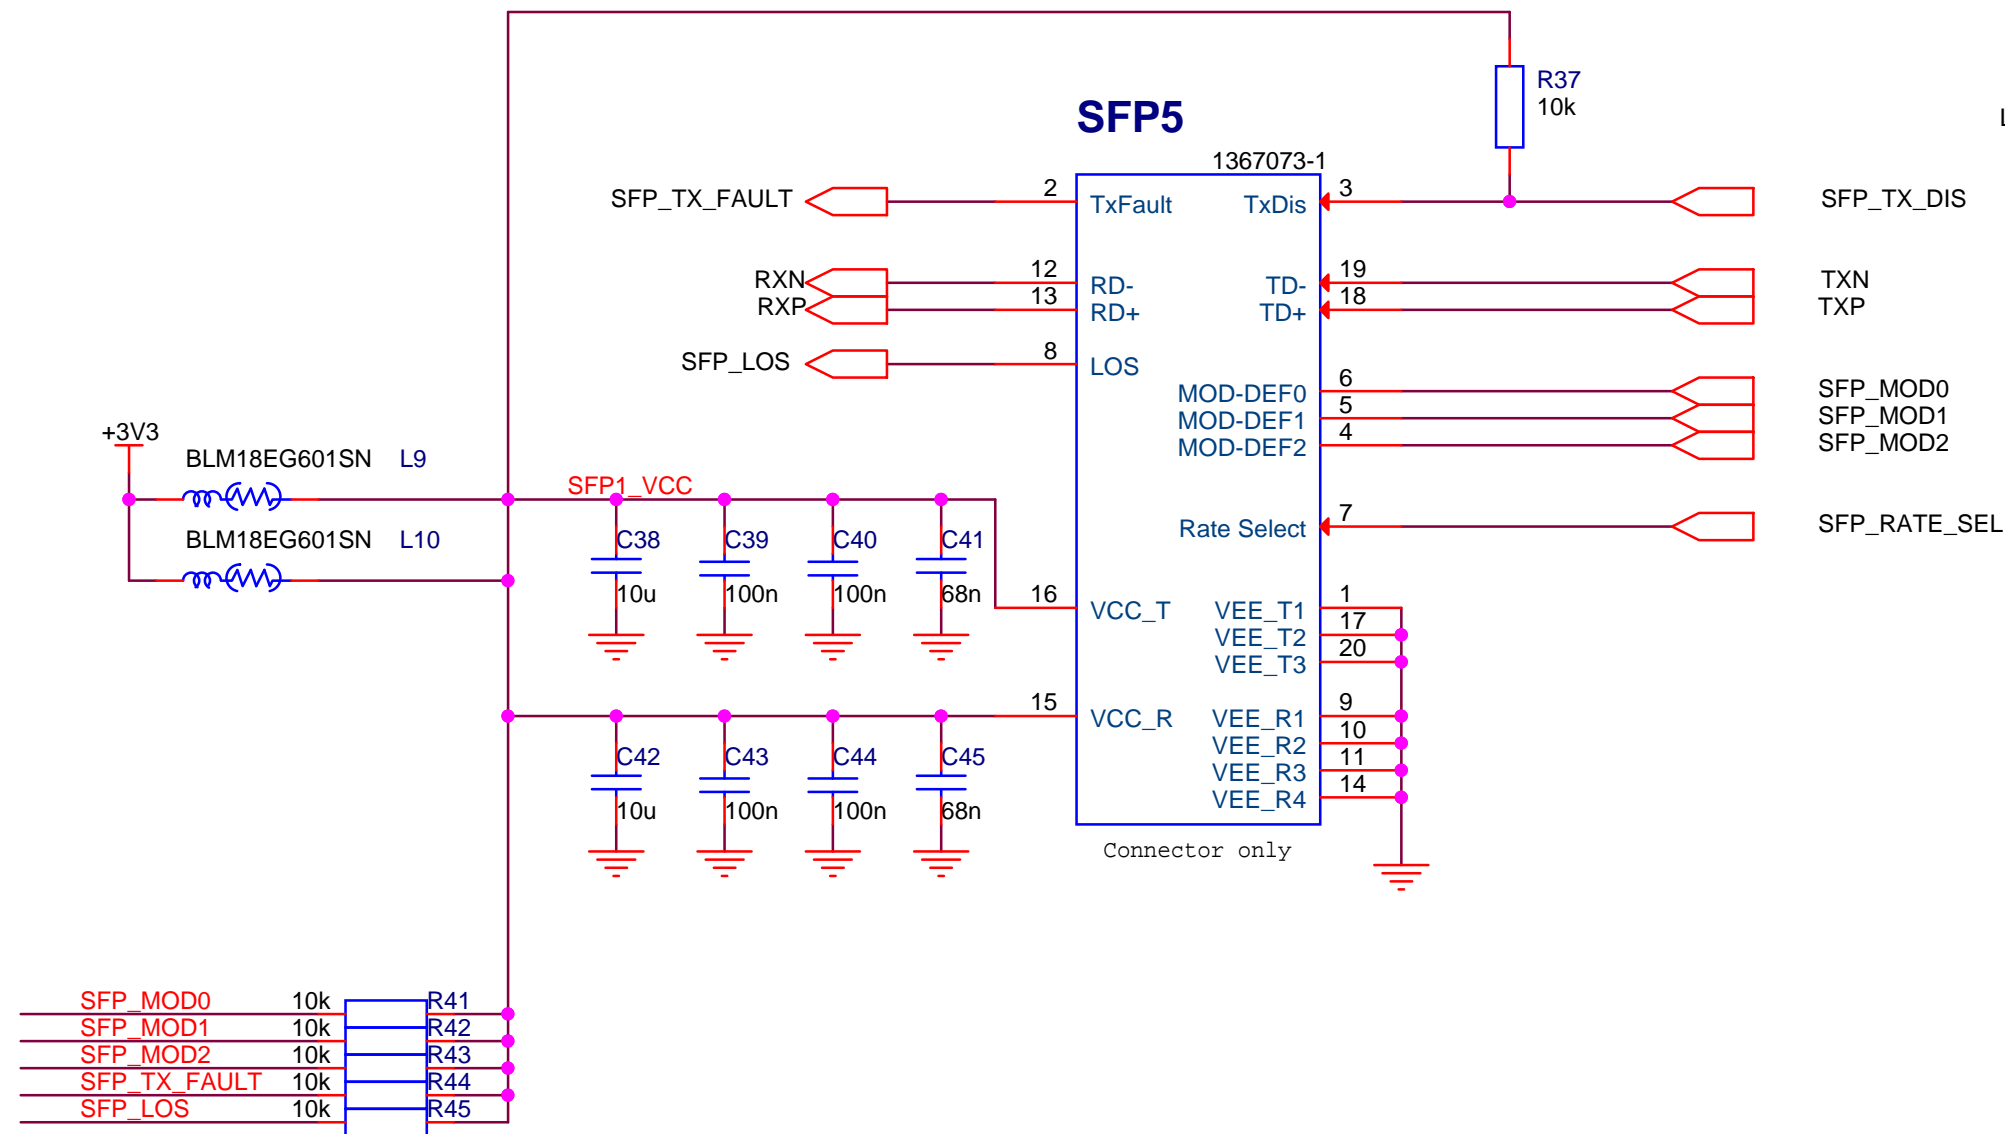 R37
10k
L
SFP5
1367073-1
SFP_TX_FAULT
2
TxFault
TxDis
3
SFP_TX_DIS
RXN
12
RD-
TD-
19
TXN
RXP
13
RD+
TD+
18
TXP
SFP_LOS
8
LOS
MOD-DEF0
6
SFP_MOD0
MOD-DEF1
5
SFP_MOD1
MOD-DEF2
4
SFP_MOD2
+3V3
BLM18EG601SN L9
SFP1_VCC
Rate Select
7
SFP_RATE_SEL
BLM18EG601SN L10
C38
C39
C40
C41
10u
100n
100n
68n
16
VCC_T
VEE_T1
1
VEE_T2
17
VEE_T3
20
15
VCC_R
VEE_R1
9
VEE_R2
10
VEE_R3
11
VEE_R4
14
C42
C43
C44
C45
10u
100n
100n
68n
Connector only
SFP_MOD0 10k R41
SFP_MOD1 10k R42
SFP_MOD2 10k R43
SFP_TX_FAULT 10k R44
SFP_LOS 10k R45